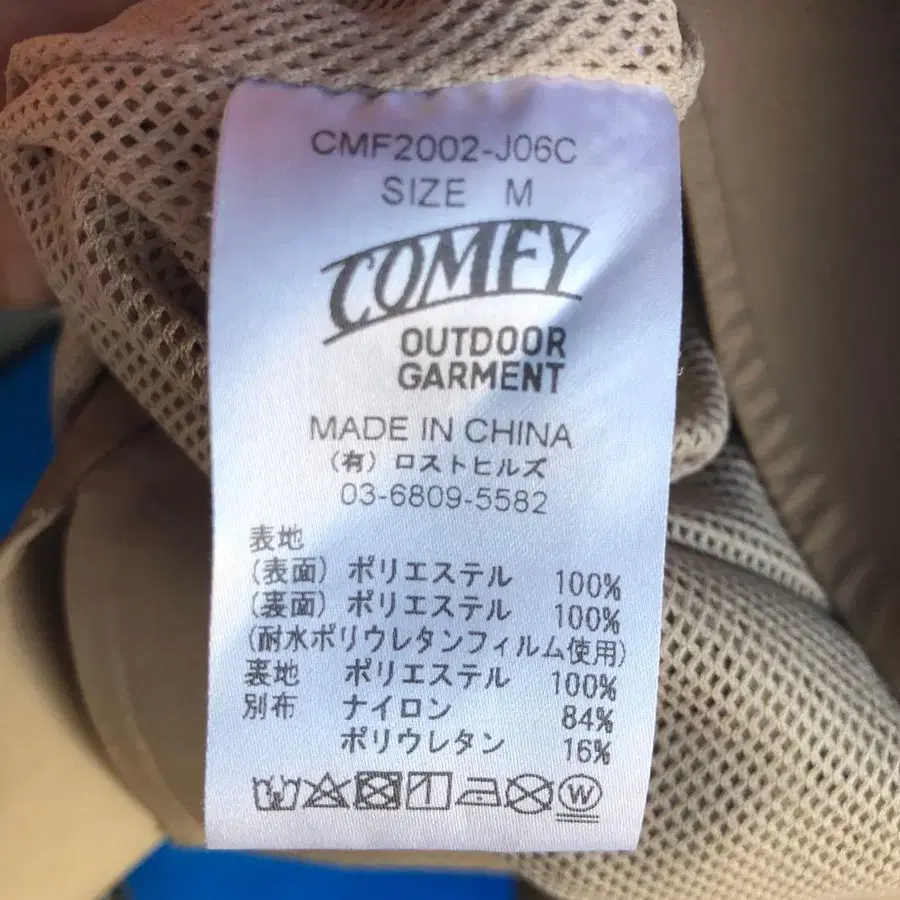 CMF2002-J06C
SIZE M
COMFY
OUTDOOR
GARMENT
MADE IN CHINA
(有) ロストヒルズ
03-6809-5582
表地
(表面) ポリエステル 100%
(裏面) ポリエステル 100%
(耐水ポリウレタンフィルム使用)
裏地 ポリエステル 100%
別布 ナイロン 84%
ポリウレタン 16%
W